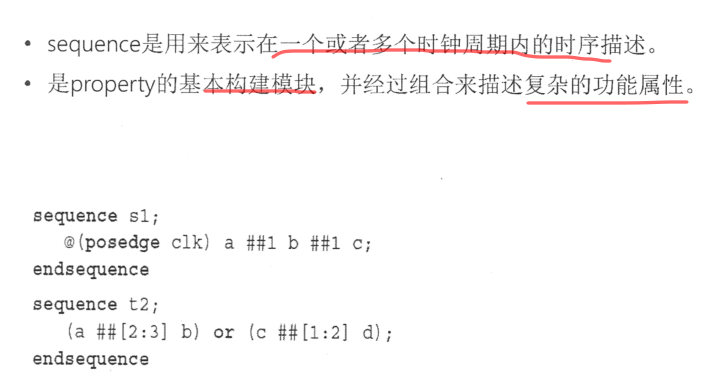 • sequence是用来表示在一个或者多个时钟周期内的时序描述。
• 是property的基本构建模块，并经过组合来描述复杂的功能属性。
sequence s1;
@(posedge clk) a ##1 b ##1 c;
endsequence
sequence t2;
(a ##[2:3] b) or (c ##[1:2] d);
endsequence